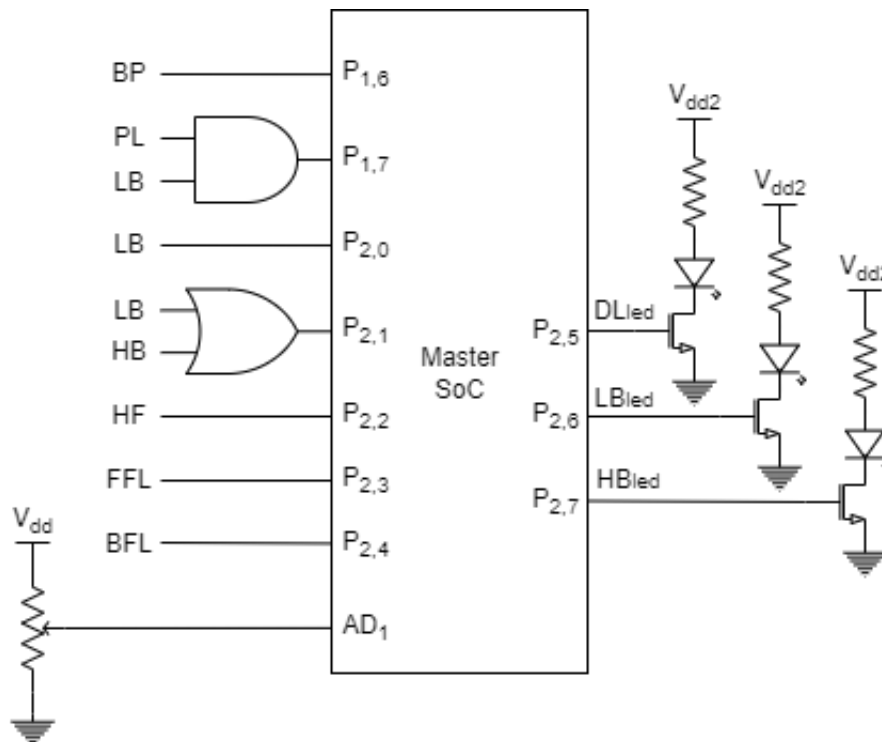 BP
P1,6
PL
LB
P1,7
LB
P2,0
LB
HB
P2,1
HF
P2,2
FFL
P2,3
BFL
P2,4
Vdd
AD1
Master
SoC
Vdd2
Vdd2
Vdd2
P2,5
DLled
P2,6
LBled
P2,7
HBled